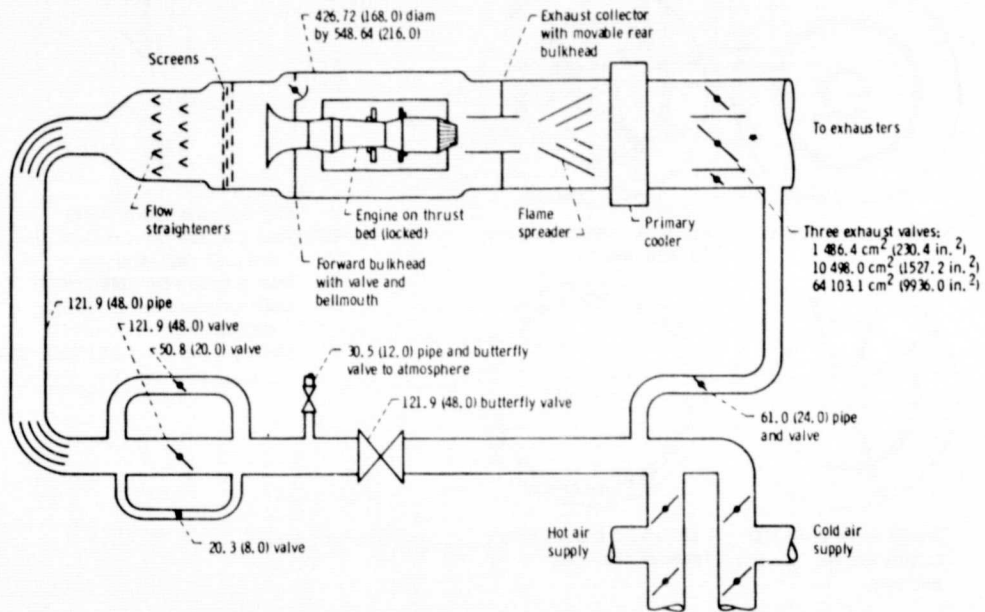 426.72 (168.0) diam
by 548.64 (216.0)
Exhaust collector
with movable rear
bulkhead
Screens
To exhausters
Flow
straighteners
Engine on thrust
bed (locked)
Flame
spreader
Primary
cooler
Forward bulkhead
with valve and
bellmouth
Three exhaust valves:
1 486.4 cm² (230.4 in.²)
10 498.0 cm² (1527.2 in.²)
64 103.1 cm² (9936.0 in.²)
121.9 (48.0) pipe
121.9 (48.0) valve
50.8 (20.0) valve
30.5 (12.0) pipe and butterfly
valve to atmosphere
121.9 (48.0) butterfly valve
61.0 (24.0) pipe
and valve
20.3 (8.0) valve
Hot air
supply
Cold air
supply